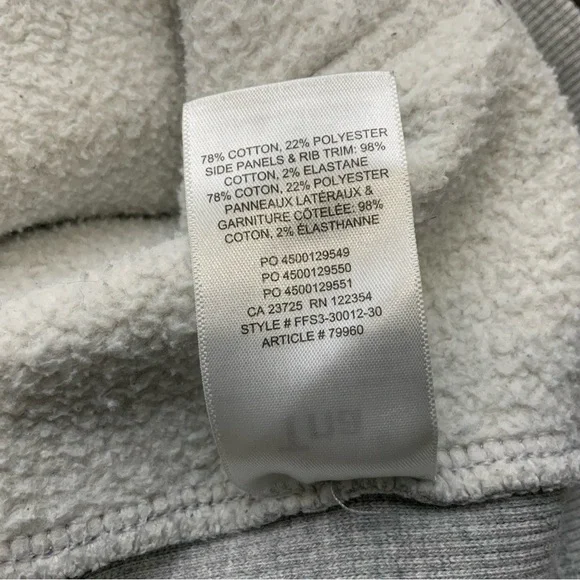 78% COTTON, 22% POLYESTER
SIDE PANELS & RIB TRIM: 98%
COTTON, 2% ELASTANE
78% COTON, 22% POLYESTER
PANNEAUX LATÉRAUX &
GARNITURE CÔTELÉE: 98%
COTON, 2% ÉLASTHANNE
PO 4500129549
PO 4500129550
PO 4500129551
CA 23725 RN 122354
STYLE # FFS3-30012-30
ARTICLE # 79960